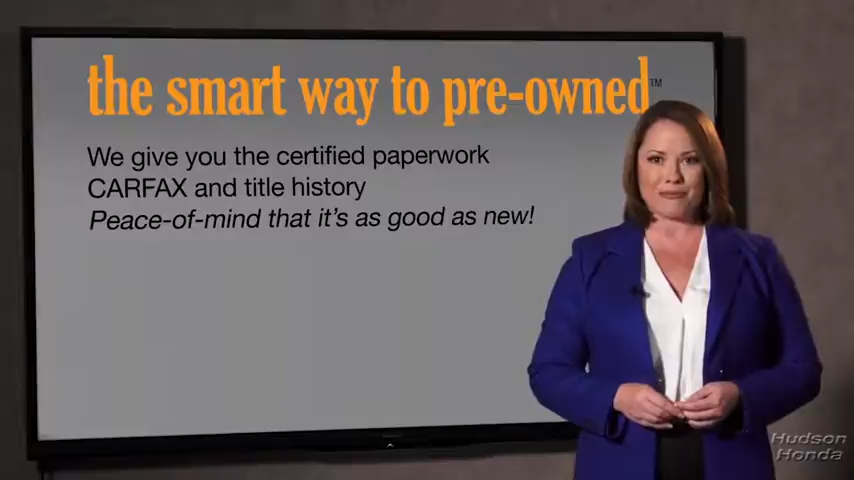 the smart way to pre-owned™
We give you the certified paperwork
CARFAX and title history
Peace-of-mind that it's as good as new!
Hudson
Honda